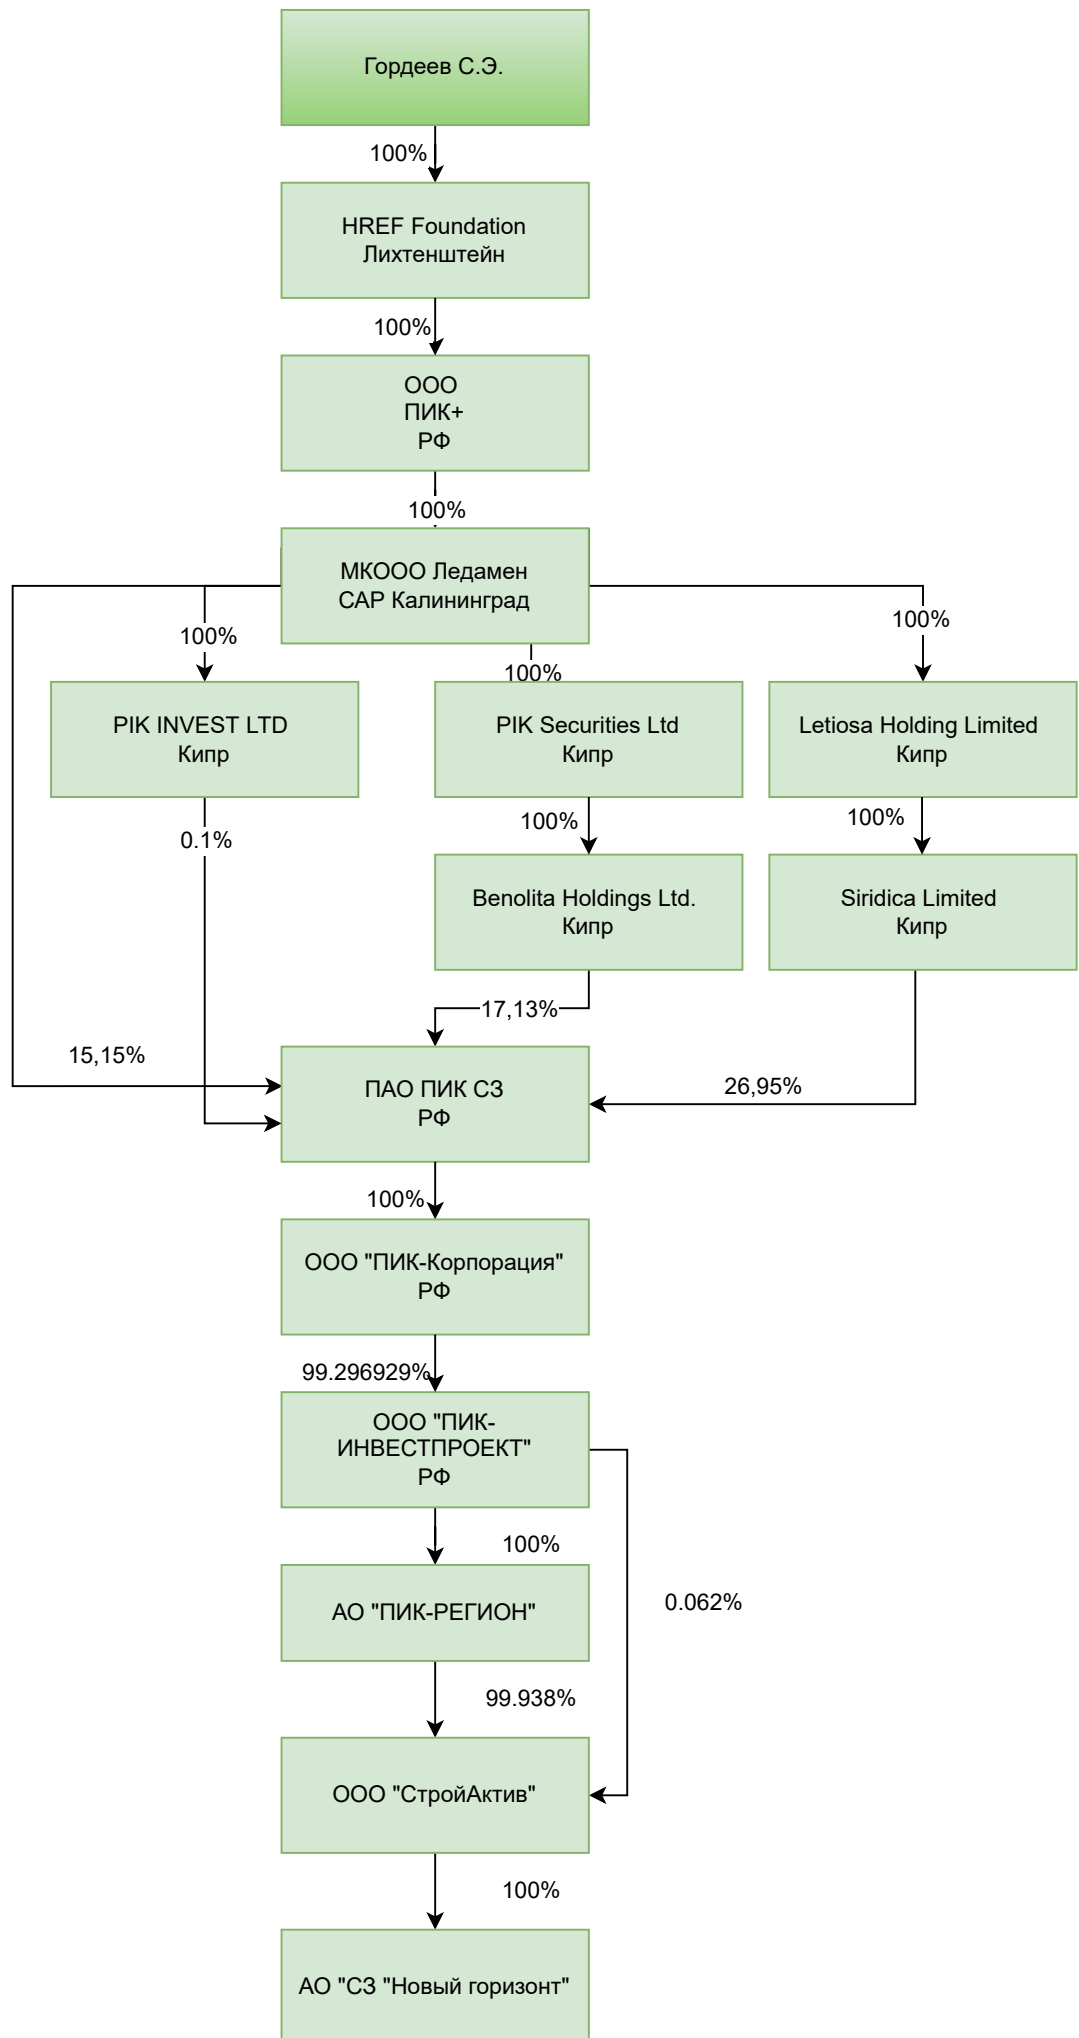 Гордеев С.Э.
100%
HREF Foundation
Лихтенштейн
100%
ООО
ПИК+
РФ
100%
МКООО Ледамен
САР Калининград
100%
100%
100%
PIK INVEST LTD
Кипр
PIK Securities Ltd
Кипр
Letiosa Holding Limited
Кипр
0.1%
100%
100%
Benolita Holdings Ltd.
Кипр
Siridica Limited
Кипр
17,13%
15,15%
26,95%
ПАО ПИК СЗ
РФ
100%
ООО "ПИК-Корпорация"
РФ
99.296929%
ООО "ПИК-
ИНВЕСТПРОЕКТ"
РФ
100%
0.062%
АО "ПИК-РЕГИОН"
99.938%
ООО "СтройАктив"
100%
АО "СЗ "Новый горизонт"